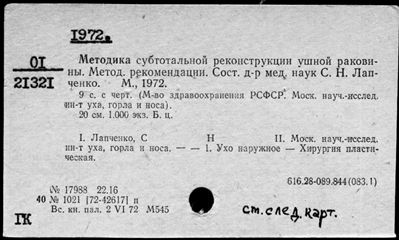 1972.
01
21321
Методика субтотальной реконструкции ушной ракови-
ны. Метод. рекомендации. Сост. д-р мед. наук С. Н. Лап-
ченко. М., 1972.
9 с. с черт. (М-во здравоохранения РСФСР. Моск. науч.-исслед.
ин-т уха, горла и носа).
20 см. 1.000 экз. Б. ц.
I. Лапченко, С Н II. Моск. науч.-исслед.
ин-т уха, горла и носа. — — 1. Ухо наружное — Хирургия пласти-
ческая.
616.28-089.844(083.1)
№ 17988 22.16
40 № 1021 [72-42617] п
Вс. кн. пал. 2 VI 72 М545
ГК
ст. след. карт.